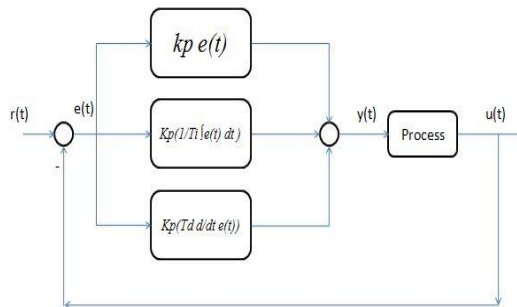 kp e(t)
r(t)
e(t)
Kp(1/Ti ∫e(t) dt )
y(t)
Process
u(t)
-
Kp(Td d/dt e(t))